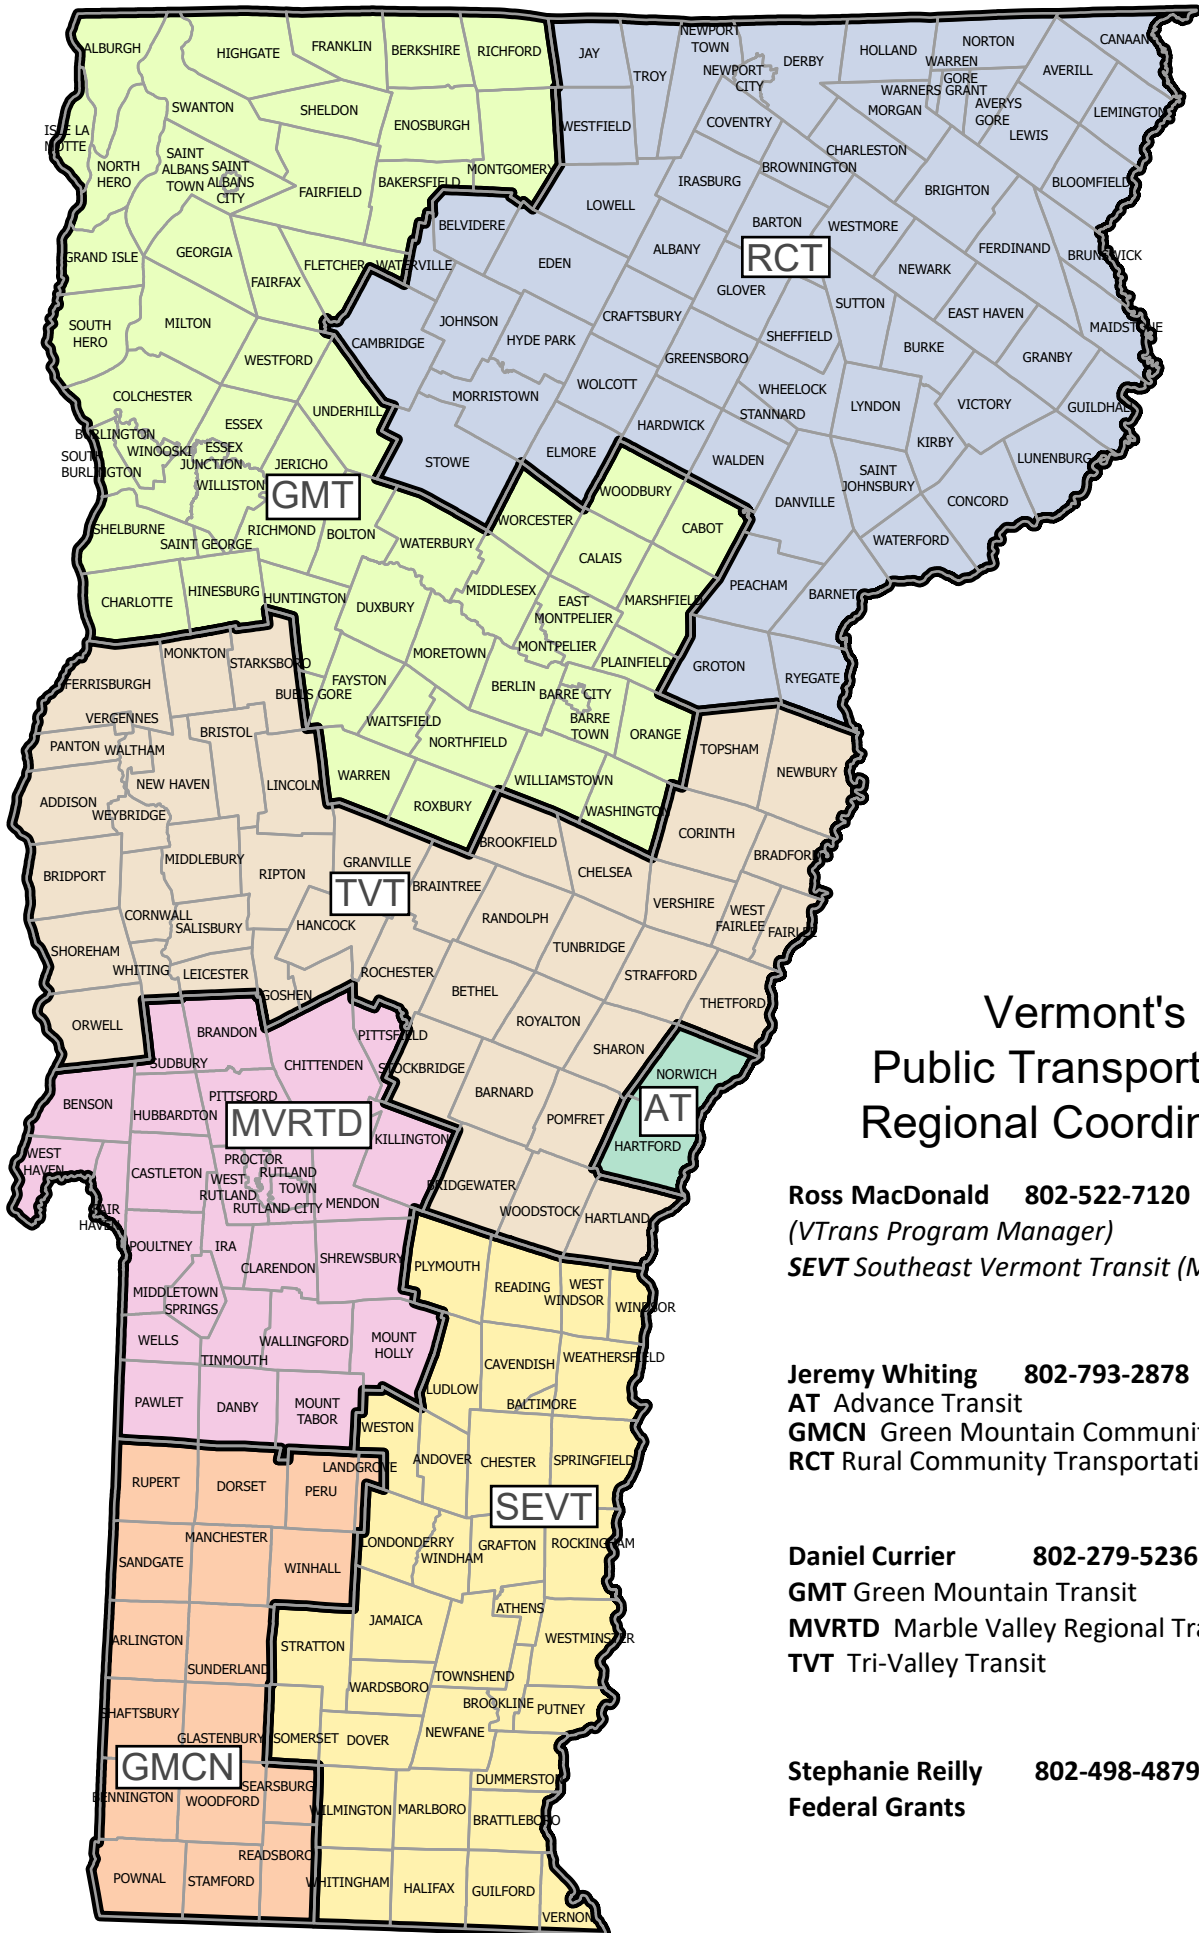 ALBURGH
HIGHGATE
FRANKLIN
BERKSHIRE
RICHFORD
JAY
TROY
NEWPORT
TOWN
NEWPORT
CITY
DERBY
HOLLAND
NORTON
WARREN
GORE
WARNERS GRANT
AVERILL
CANAAN
SWANTON
SHELDON
ENOSBURGH
WESTFIELD
COVENTRY
MORGAN
AVERYS
GORE
LEWIS
LEMINGTON
ISLE LA
MOTTE
NORTH
HERO
SAINT
ALBANS
TOWN
SAINT
ALBANS
CITY
FAIRFIELD
BAKERSFIELD
MONTGOMERY
IRASBURG
BROWNINGTON
CHARLESTON
BRIGHTON
BLOOMFIELD
BELVIDERE
LOWELL
BARTON
WESTMORE
FERDINAND
BRUNSWICK
GRAND ISLE
GEORGIA
FAIRFAX
FLETCHER
WATERVILLE
EDEN
ALBANY
RCT
NEWARK
GLOVER
SUTTON
EAST HAVEN
MAIDSTONE
SOUTH
HERO
MILTON
WESTFORD
CAMBRIDGE
JOHNSON
HYDE PARK
CRAFTSBURY
GREENSBORO
SHEFFIELD
BURKE
GRANBY
COLCHESTER
UNDERHILL
MORRISTOWN
WOLCOTT
WHEELOCK
STANNARD
LYNDON
VICTORY
GUILDHALL
BURLINGTON
WINOOSKI
ESSEX
ESSEX
JUNCTION
SOUTH
BURLINGTON
WILLISTON
JERICHO
GMT
STOWE
ELMORE
HARDWICK
WALDEN
KIRBY
LUNENBURG
SAINT
JOHNSBURY
CONCORD
DANVILLE
SHELBURNE
SAINT GEORGE
RICHMOND
BOLTON
WATERBURY
WORCESTER
WOODBURY
CABOT
CALAIS
WATERFORD
CHARLOTTE
HINESBURG
HUNTINGTON
DUXBURY
MIDDLESEX
EAST
MONTPELIER
MARSHFIELD
PEACHAM
BARNET
MONKTON
STARKSBORO
MORETOWN
MONTPELIER
PLAINFIELD
GROTON
RYEGATE
FERRISBURGH
BUELS GORE
FAYSTON
BERLIN
BARRE CITY
VERGENNES
BRISTOL
WAITSFIELD
NORTHFIELD
BARRE
TOWN
ORANGE
TOPSHAM
NEWBURY
PANTON
WALTHAM
NEW HAVEN
LINCOLN
WARREN
ROXBURY
WILLIAMSTOWN
WASHINGTON
ADDISON
WEYBRIDGE
CORINTH
BROOKFIELD
BRADFORD
BRIDPORT
MIDDLEBURY
RIPTON
GRANVILLE
TVT
BRAINTREE
CHELSEA
VERSHIRE
WEST
FAIRLEE
FAIRLEE
CORNWALL
SALISBURY
HANCOCK
RANDOLPH
TUNBRIDGE
SHOREHAM
WHITING
LEICESTER
GOSHEN
ROCHESTER
BETHEL
STRAFFORD
THETFORD
ORWELL
BRANDON
PITTSFIELD
ROYALTON
SHARON
SUDBURY
CHITTENDEN
STOCKBRIDGE
NORWICH
BENSON
HUBBARDTON
PITTSFORD
MVRTD
BARNARD
POMFRET
AT
KILLINGTON
HARTFORD
WEST
HAVEN
CASTLETON
PROCTOR
WEST
RUTLAND
RUTLAND
TOWN
RUTLAND CITY
MENDON
BRIDGEWATER
WOODSTOCK
HARTLAND
FAIR
HAVEN
POULTNEY
IRA
CLARENDON
SHREWSBURY
PLYMOUTH
READING
WEST
WINDSOR
WINDSOR
MIDDLETOWN
SPRINGS
WELLS
TINMOUTH
WALLINGFORD
MOUNT
HOLLY
CAVENDISH
WEATHERSFIELD
LUDLOW
BALTIMORE
PAWLET
DANBY
MOUNT
TABOR
WESTON
ANDOVER
CHESTER
SPRINGFIELD
LANDGROVE
RUPERT
DORSET
PERU
SEVT
MANCHESTER
LONDONDERRY
WINDHAM
GRAFTON
ROCKINGHAM
SANDGATE
WINHALL
JAMAICA
ATHENS
ARLINGTON
SUNDERLAND
STRATTON
WESTMINSTER
WARDSBORO
TOWNSHEND
BROOKLINE
PUTNEY
SHAFTSBURY
GLASTENBURY
SOMERSET
DOVER
NEWFANE
GMCN
BENNINGTON
WOODFORD
SEARSBURG
WILMINGTON
MARLBORO
DUMMERSTON
BRATTLEBORO
POWNAL
STAMFORD
READSBORO
WHITINGHAM
HALIFAX
GUILFORD
VERNON
Vermont's
Public Transport
Regional Coordin
Ross MacDonald 802-522-7120
(VTrans Program Manager)
SEVT Southeast Vermont Transit (M
Jeremy Whiting 802-793-2878
AT Advance Transit
GMCN Green Mountain Communit
RCT Rural Community Transportati
Daniel Currier 802-279-5236
GMT Green Mountain Transit
MVRTD Marble Valley Regional Tra
TVT Tri-Valley Transit
Stephanie Reilly 802-498-4879
Federal Grants